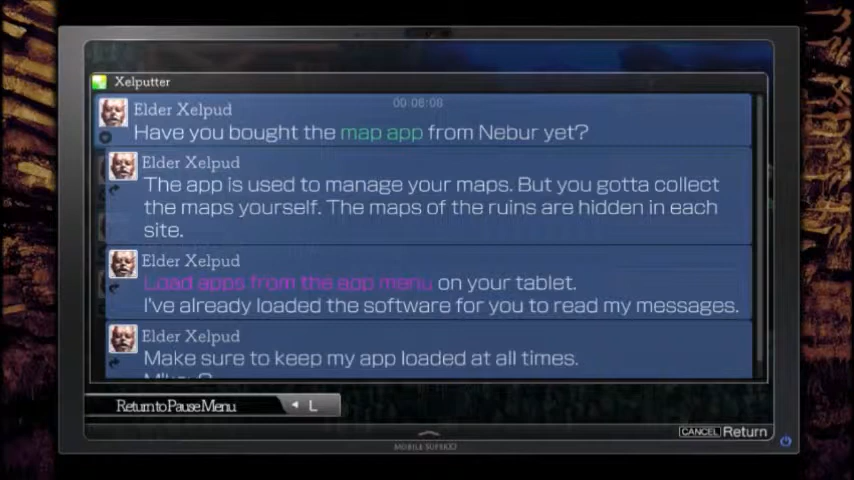 Xelputter
Elder Xelpud
00:06:08
Have you bought the map app from Nebur yet?
Elder Xelpud
The app is used to manage your maps. But you gotta collect
the maps yourself. The maps of the ruins are hidden in each
site.
Elder Xelpud
Load apps from the app menu on your tablet.
I've already loaded the software for you to read my messages.
Elder Xelpud
Make sure to keep my app loaded at all times.
Return to Pause Menu ◄ L
CANCEL Return